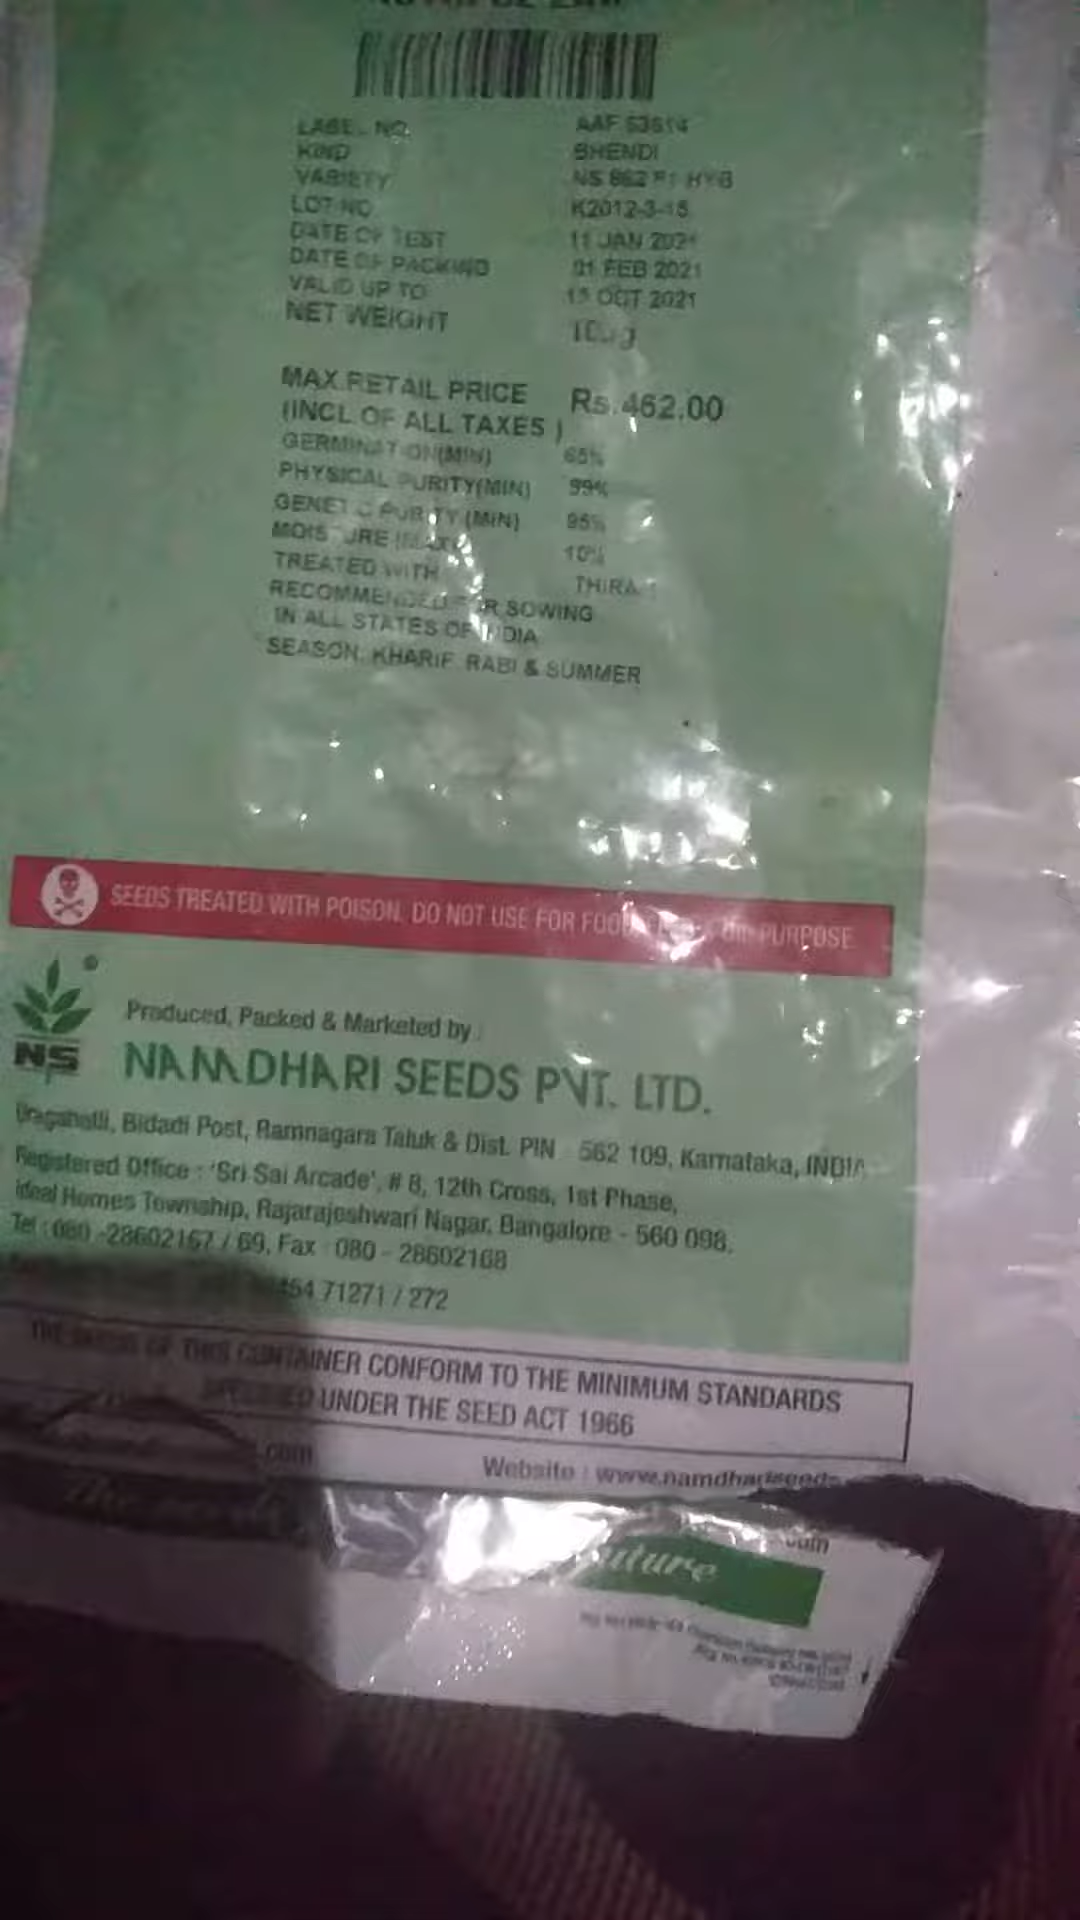 LABEL NO. AAF 53614
KIND BHENDI
VARIETY NS 862 F1 HYB
LOT NO K2012-3-15
DATE OF TEST 11 JAN 2021
DATE OF PACKING 01 FEB 2021
VALID UP TO 15 OCT 2021
NET WEIGHT
MAX.RETAIL PRICE Rs.462.00
(INCL OF ALL TAXES )
GERMINATION(MIN) 65%
PHYSICAL PURITY(MIN) 99%
GENETIC PURITY (MIN) 95%
MOISTURE (MAX) 10%
TREATED WITH
RECOMMENDED FOR SOWING
IN ALL STATES OF INDIA
SEASON: KHARIF RABI & SUMMER
SEEDS TREATED WITH POISON. DO NOT USE FOR FOOD PURPOSE
NS
Produced, Packed & Marketed by :
NAMDHARI SEEDS PVT. LTD.
Bidadi Post, Ramnagara Taluk & Dist. PIN 562 109, Karnataka, INDIA
Registered Office : 'Sri Sai Arcade', # 8, 12th Cross, 1st Phase,
Ideal Homes Township, Rajarajeshwari Nagar, Bangalore - 560 098.
Tel : 080 -28602167 / 69, Fax : 080 - 28602168
71271 / 272
THE SEEDS OF THIS CONTAINER CONFORM TO THE MINIMUM STANDARDS
UNDER THE SEED ACT 1966
.com Website : www.namdhariseeds
future